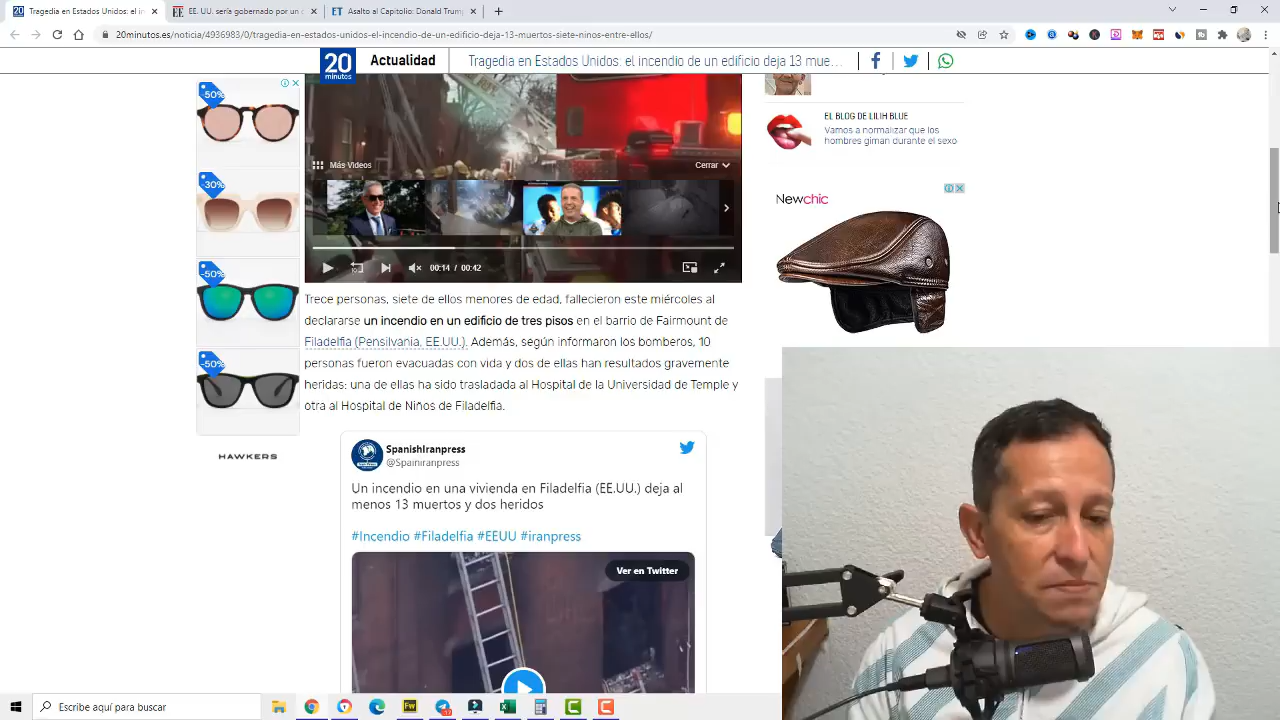 Tragedia en Estados Unidos: el in
EE. UU. sería gobernado por un
ET Asalto al Capitolio: Donald Trump
20minutos.es/noticia/4936983/0/tragedia-en-estados-unidos-el-incendio-de-un-edificio-deja-13-muertos-siete-ninos-entre-ellos/
20
minutos
Actualidad
Tragedia en Estados Unidos: el incendio de un edificio deja 13 mue...
-50%
-30%
-50%
-50%
HAWKERS
Más Videos
Cerrar
00:14 / 00:42
Trece personas, siete de ellos menores de edad, fallecieron este miércoles al
declararse un incendio en un edificio de tres pisos en el barrio de Fairmount de
Filadelfia (Pensilvania, EE.UU.). Además, según informaron los bomberos, 10
personas fueron evacuadas con vida y dos de ellas han resultados gravemente
heridas: una de ellas ha sido trasladada al Hospital de la Universidad de Temple y
otra al Hospital de Niños de Filadelfia.
SpanishIranpress
@Spainiranpress
Un incendio en una vivienda en Filadelfia (EE.UU.) deja al
menos 13 muertos y dos heridos
#Incendio #Filadelfia #EEUU #iranpress
Ver en Twitter
EL BLOG DE LILIH BLUE
Vamos a normalizar que los
hombres giman durante el sexo
Newchic
Escribe aquí para buscar